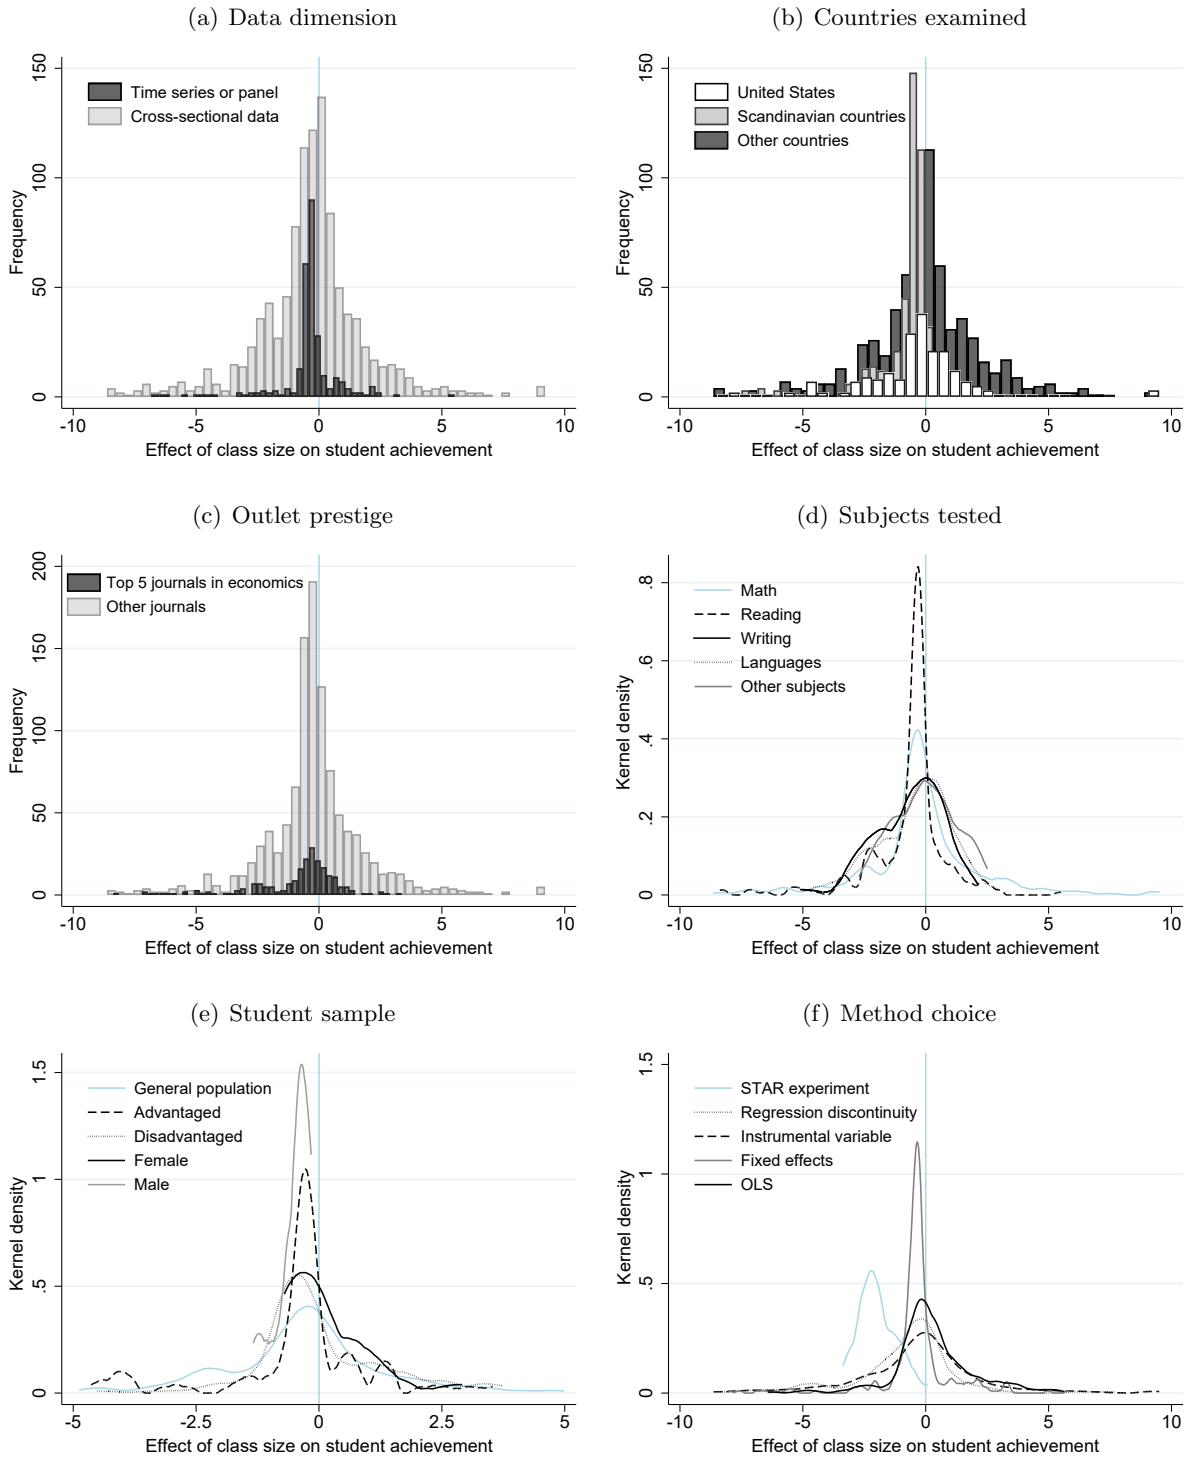 (a) Data dimension
150
100
50
0
Frequency
Time series or panel
Cross-sectional data
-10 -5 0 5 10
Effect of class size on student achievement
(b) Countries examined
150
100
50
0
Frequency
United States
Scandinavian countries
Other countries
-10 -5 0 5 10
Effect of class size on student achievement
(c) Outlet prestige
200
150
100
50
0
Frequency
Top 5 journals in economics
Other journals
-10 -5 0 5 10
Effect of class size on student achievement
(d) Subjects tested
.8
.6
.4
.2
0
Kernel density
Math
Reading
Writing
Languages
Other subjects
-10 -5 0 5 10
Effect of class size on student achievement
(e) Student sample
1.5
1
.5
0
Kernel density
General population
Advantaged
Disadvantaged
Female
Male
-5 -2.5 0 2.5 5
Effect of class size on student achievement
(f) Method choice
1.5
1
.5
0
Kernel density
STAR experiment
Regression discontinuity
Instrumental variable
Fixed effects
OLS
-10 -5 0 5 10
Effect of class size on student achievement